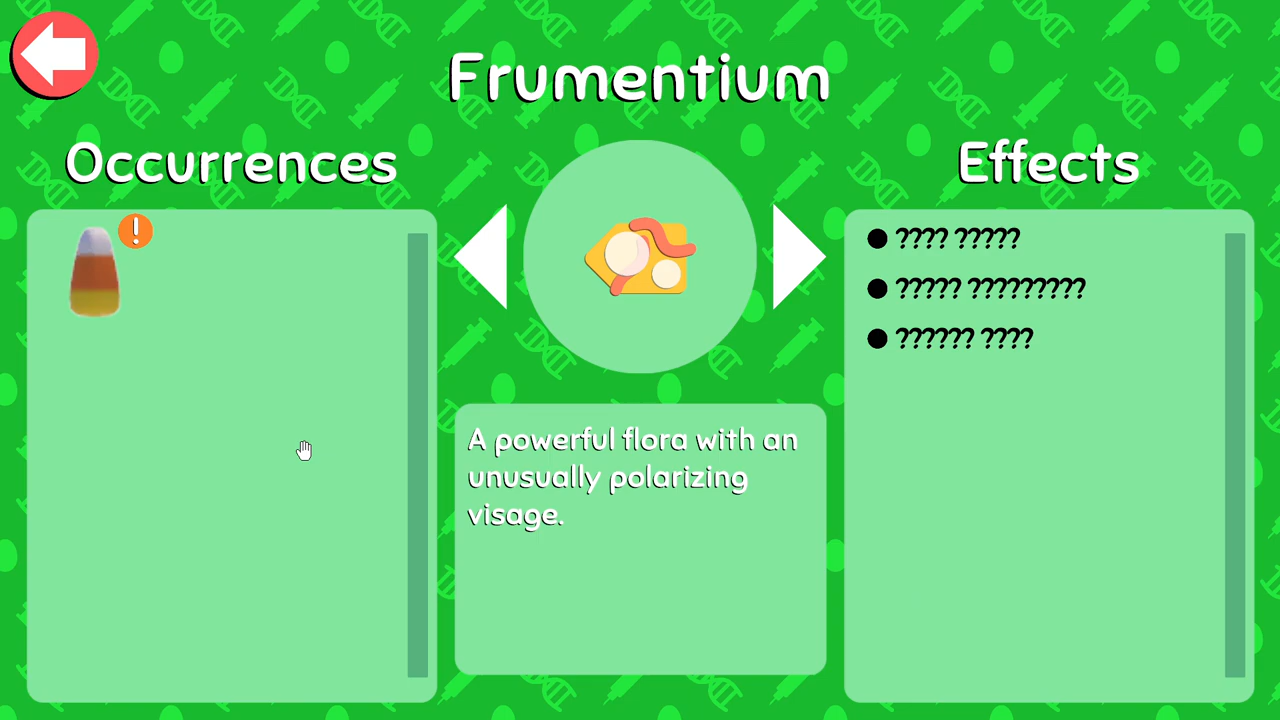 Frumentium
Occurrences
!
A powerful flora with an
unusually polarizing
visage.
Effects
???? ?????
????? ?????????
?????? ????